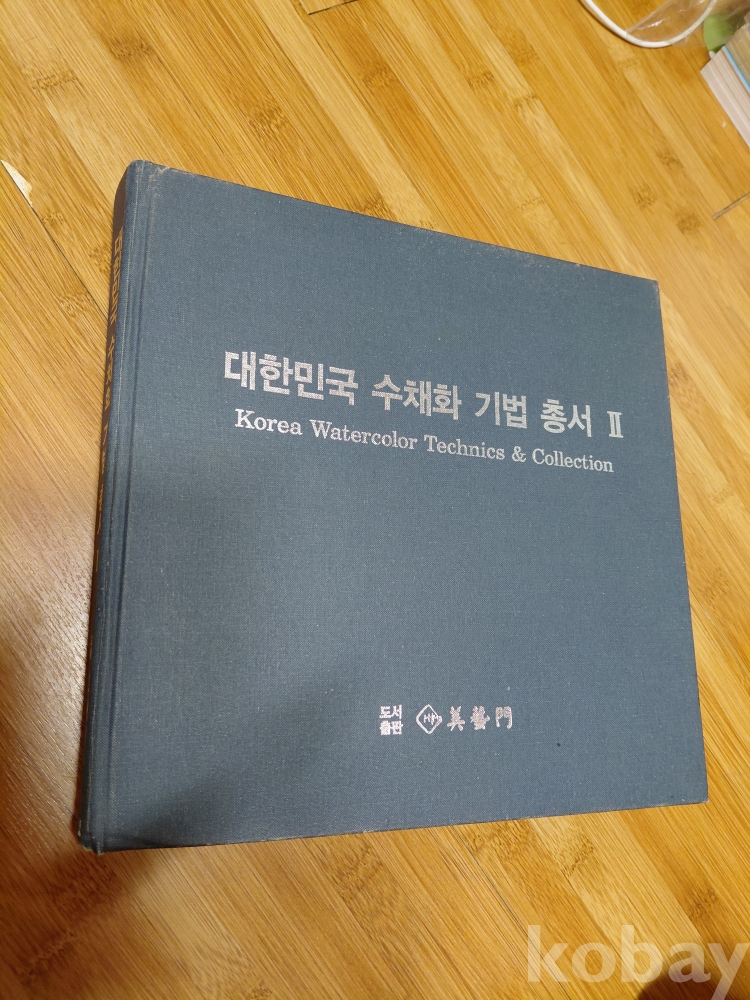 대한민국 수채화 기법 총서 Ⅱ
Korea Watercolor Technics & Collection
도서
출판
美藝門
kobay